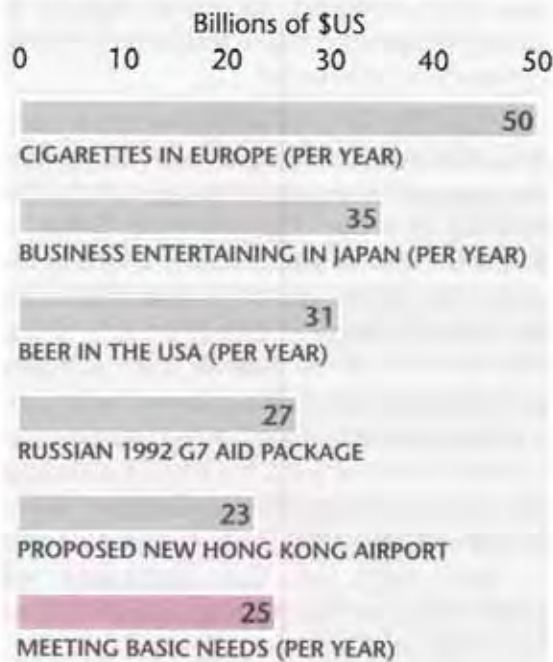 Billions of $US
0 10 20 30 40 50
50
CIGARETTES IN EUROPE (PER YEAR)
35
BUSINESS ENTERTAINING IN JAPAN (PER YEAR)
31
BEER IN THE USA (PER YEAR)
27
RUSSIAN 1992 G7 AID PACKAGE
23
PROPOSED NEW HONG KONG AIRPORT
25
MEETING BASIC NEEDS (PER YEAR)